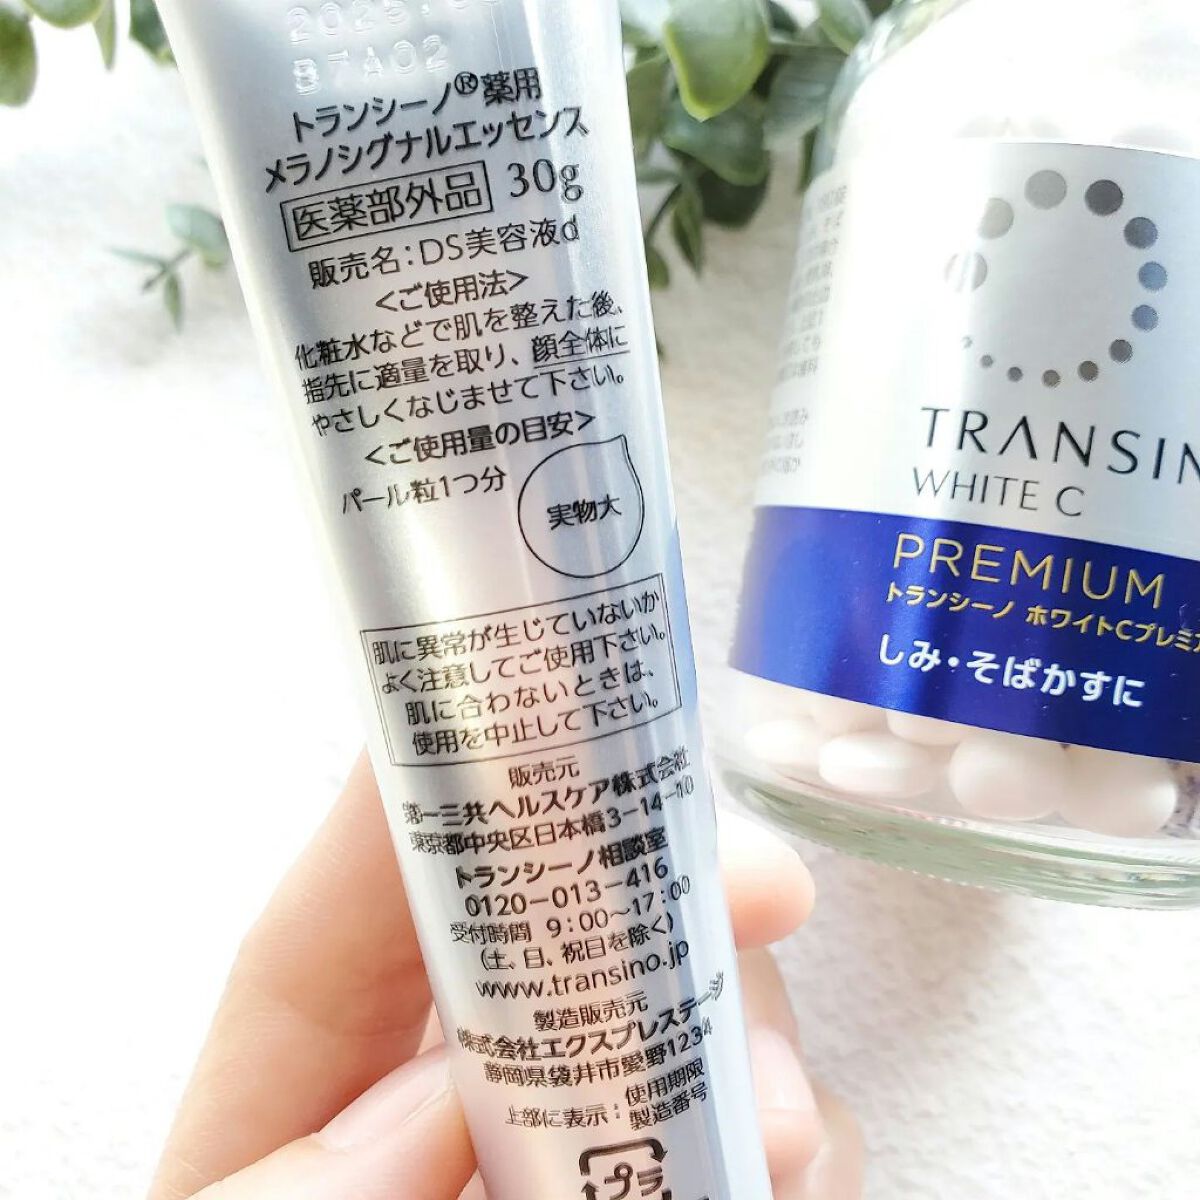 B7A02
トランシーノ®薬用
メラノシグナルエッセンス
医薬部外品 30g
販売名:DS美容液d
<ご使用法>
化粧水などで肌を整えた後、
指先に適量を取り、顔全体に
やさしくなじませて下さい。
<ご使用量の目安>
パール粒1つ分
実物大
肌に異常が生じていないか
よく注意してご使用下さい。
肌に合わないときは、
使用を中止して下さい。
販売元
第一三共ヘルスケア株式会社
東京都中央区日本橋3-14-10
トランシーノ相談室
0120-013-416
受付時間 9:00~17:00
(土、日、祝日を除く)
www.transino.jp
製造販売元
株式会社エクスプレステージ
静岡県袋井市愛野1234
上部に表示:使用期限
製造番号
プラ
TRANSIN
WHITE C
PREMIUM
トランシーノ ホワイトCプレミ
しみ・そばかすに